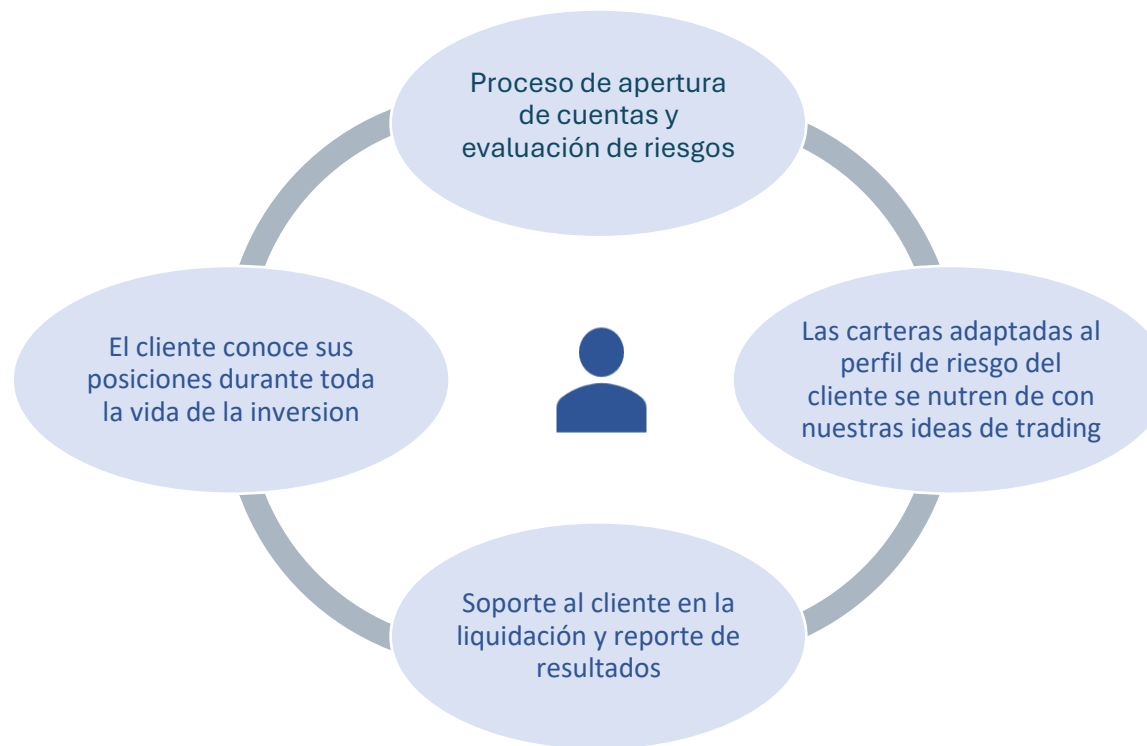 Proceso de apertura
de cuentas y
evaluación de riesgos
Las carteras adaptadas al
perfil de riesgo del
cliente se nutren de con
nuestras ideas de trading
Soporte al cliente en la
liquidación y reporte de
resultados
El cliente conoce sus
posiciones durante toda
la vida de la inversion